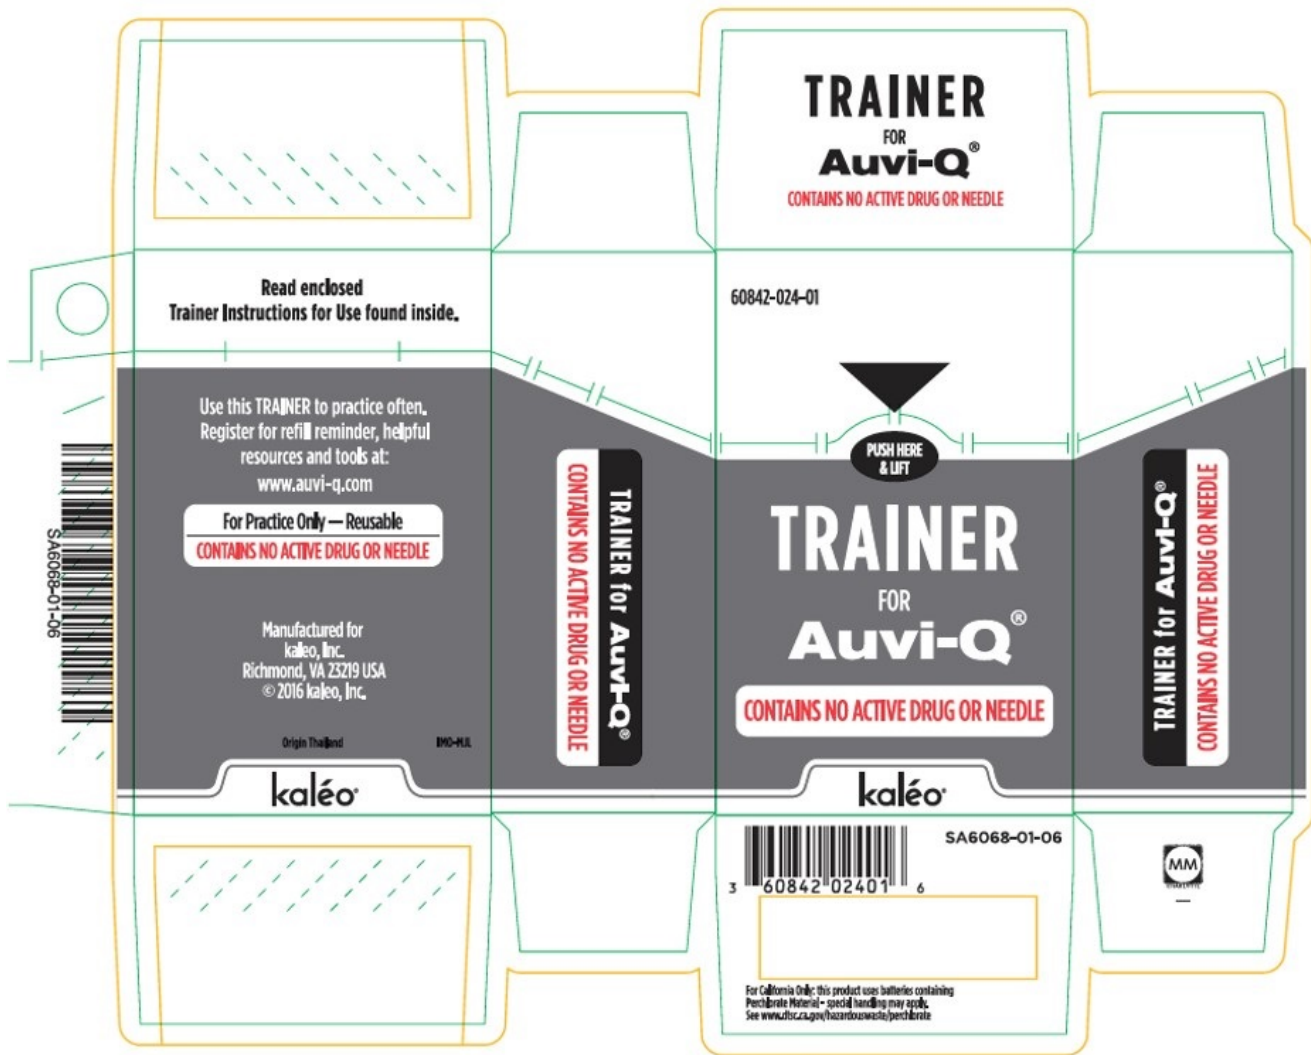 TRAINER
FOR
Auvi-Q®
CONTAINS NO ACTIVE DRUG OR NEEDLE
Read enclosed
Trainer Instructions for Use found inside.
60842-024-01
PUSH HERE
& LIFT
Use this TRAINER to practice often.
Register for refill reminder, helpful
resources and tools at:
www.auvi-q.com
For Practice Only — Reusable
CONTAINS NO ACTIVE DRUG OR NEEDLE
Manufactured for
kaleo, Inc.
Richmond, VA 23219 USA
© 2016 kaleo, Inc.
Origin Thailand
kaléo®
SA6068-01-06
TRAINER for Auvi-Q®
CONTAINS NO ACTIVE DRUG OR NEEDLE
TRAINER
FOR
Auvi-Q®
CONTAINS NO ACTIVE DRUG OR NEEDLE
kaléo®
TRAINER for Auvi-Q®
CONTAINS NO ACTIVE DRUG OR NEEDLE
SA6068-01-06
3 60842 02401 6
MM
For California Only: this product uses batteries containing
Perchlorate Material - special handling may apply.
See www.dtsc.ca.gov/hazardouswaste/perchlorate